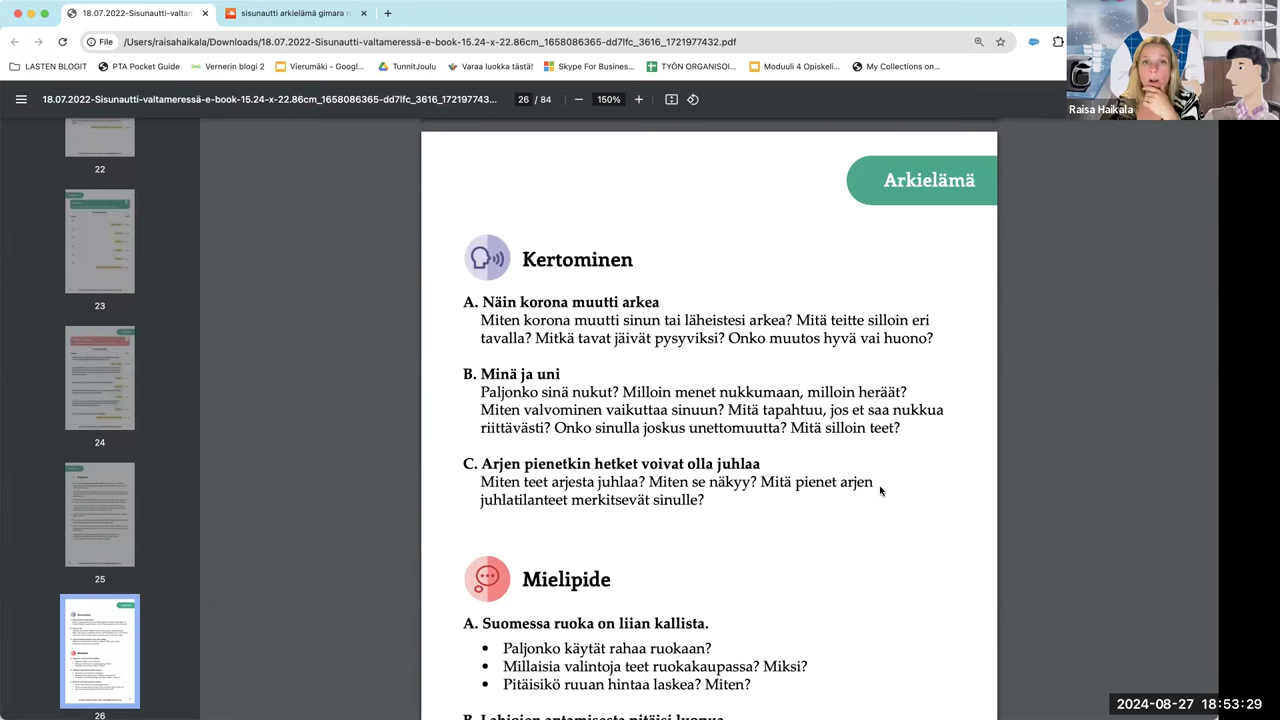 18.07.2022-Sisunautti-valtam
sisunautti arkielämä gimara r
File
/Users/raisahaikala/Downloads/18.07.2022-Sisunautti-valtameressä-e-book-15.24-x-22.86cm_1658086365-dd7lfc_3616_1721977432.pdf
LASTEN BLOGIT
PTA Pocket Guide
Vernerin blogi 2
Vierumäki - Googl...
TunnitJoulu
Varaa luokka tästä!
Skype For Busines...
TYÖN ORGANISOI...
Moduuli 4 Opiskeli...
My Collections on...
18.07.2022-Sisunautti-valtameressä-e-book-15.24-x-22.86cm_1658086365-dd7lfc_3616_172197743...
26 / 84
150%
Raisa Haikala
22
23
24
25
26
Arkielämä
Kertominen
A. Näin korona muutti arkea
Miten korona muutti sinun tai läheistesi arkea? Mitä teitte silloin eri
tavalla? Mitkä tavat jäivät pysyviksi? Onko muutos hyvä vai huono?
B. Minä ja uni
Paljonko sinä nukut? Milloin menet nukkumaan, milloin heräät?
Miten valvominen vaikuttaa sinuun? Mitä tapahtuu, jos et saa nukkua
riittävästi? Onko sinulla joskus unettomuutta? Mitä silloin teet?
C. Arjen pienetkin hetket voivat olla juhlaa
Miten teet arjesta juhlaa? Miten se näkyy? Mitä pienet arjen
juhlatilanteet merkitsevät sinulle?
Mielipide
A. Suomessa ruoka on liian kallista.
• Paljonko käytät rahaa ruokaan?
• Millaisia valintoja teet ruokakaupassa? Miksi?
• Pitäisikö ruuan hintaa laskea? Miten?
B. Lahjojen antamisesta pitäisi luopua.
2024-08-27 18:53:29